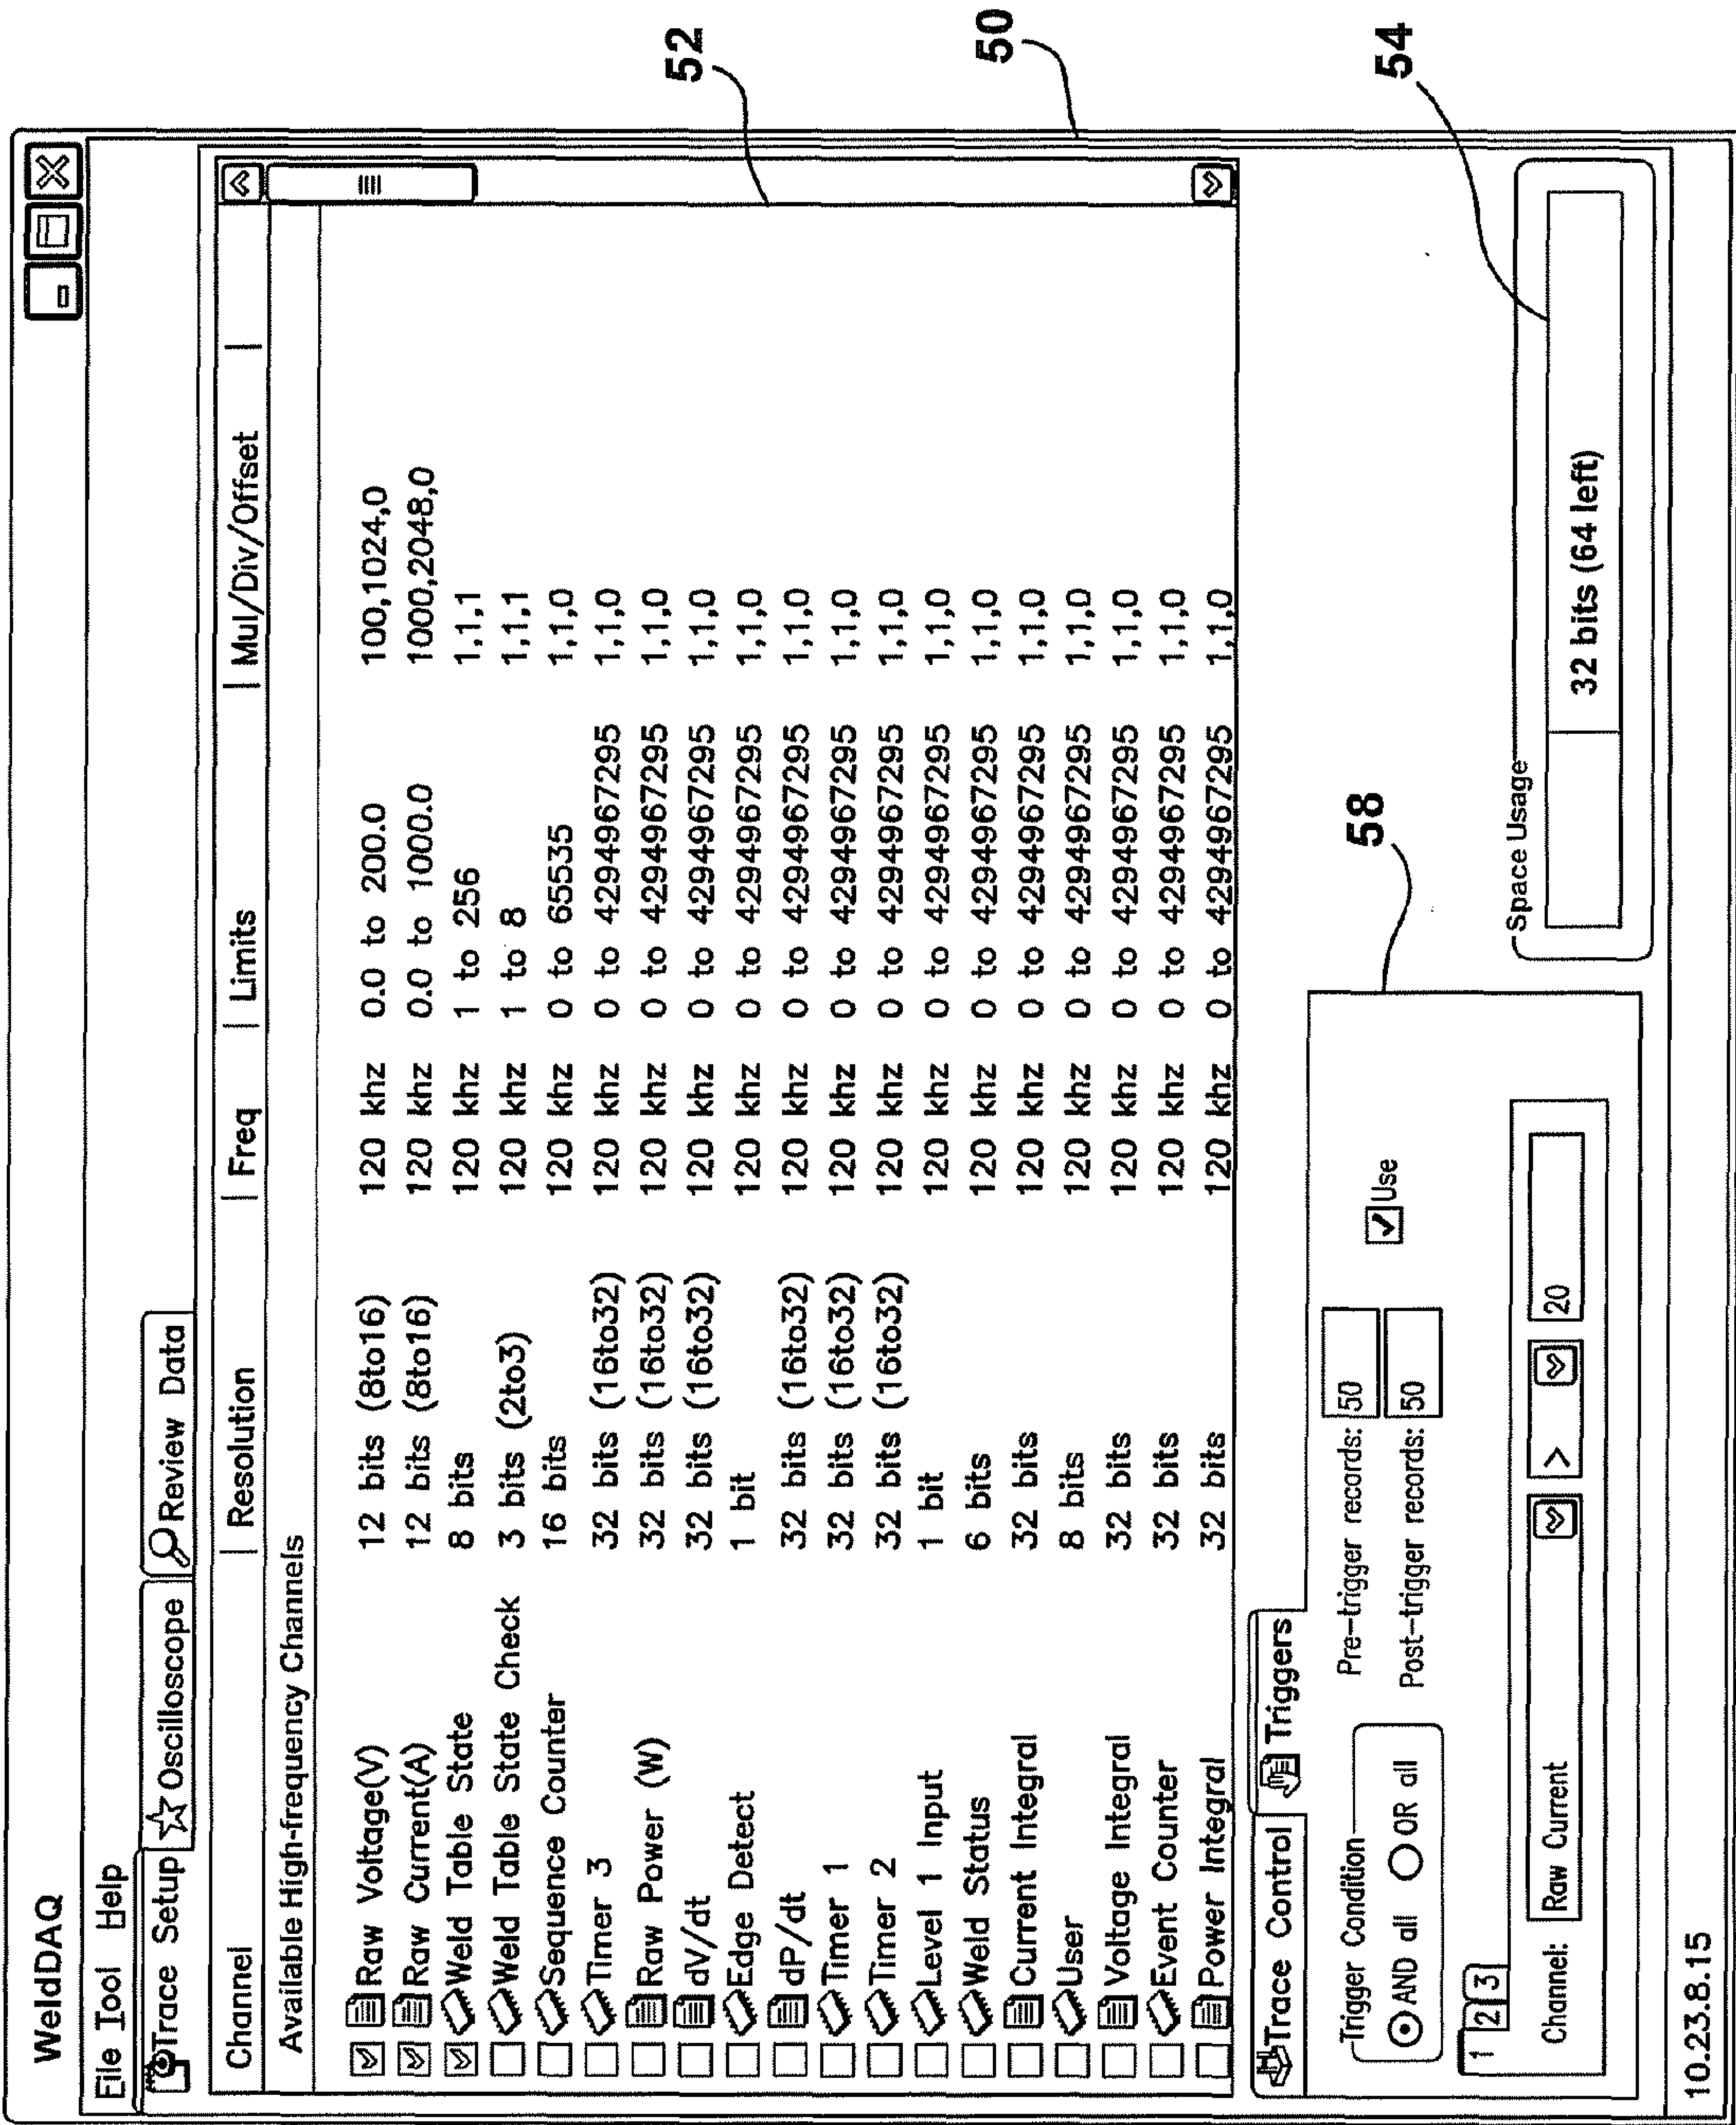 WeldDAQ
File Tool Help
Trace Setup Oscilloscope Review Data
Channel Resolution Freq Limits Mul/Div/Offset
Available High-frequency Channels
Raw Voltage(V) 12 bits (8to16) 120 khz 0.0 to 200.0 100,1024,0
Raw Current(A) 12 bits (8to16) 120 khz 0.0 to 1000.0 1000,2048,0
Weld Table State 8 bits 120 khz 1 to 256 1,1,1
Weld Table State Check 3 bits (2to3) 120 khz 1 to 8 1,1,1
Sequence Counter 16 bits 120 khz 0 to 65535 1,1,0
Timer 3 32 bits (16to32) 120 khz 0 to 4294967295 1,1,0
Raw Power (W) 32 bits (16to32) 120 khz 0 to 4294967295 1,1,0
dV/dt 32 bits (16to32) 120 khz 0 to 4294967295 1,1,0
Edge Detect 1 bit 120 khz 0 to 4294967295 1,1,0
dP/dt 32 bits (16to32) 120 khz 0 to 4294967295 1,1,0
Timer 1 32 bits (16to32) 120 khz 0 to 4294967295 1,1,0
Timer 2 32 bits (16to32) 120 khz 0 to 4294967295 1,1,0
Level 1 Input 1 bit 120 khz 0 to 4294967295 1,1,0
Weld Status 6 bits 120 khz 0 to 4294967295 1,1,0
Current Integral 32 bits 120 khz 0 to 4294967295 1,1,0
User 8 bits 120 khz 0 to 4294967295 1,1,0
Voltage Integral 32 bits 120 khz 0 to 4294967295 1,1,0
Event Counter 32 bits 120 khz 0 to 4294967295 1,1,0
Power Integral 32 bits 120 khz 0 to 4294967295 1,1,0
52
50
Trace Control Triggers
Trigger Condition
AND all OR all
Pre-trigger records: 50
Post-trigger records: 50
Use
1 2 3
Channel: Raw Current > 20
58
Space Usage
32 bits (64 left)
54
10.23.8.15